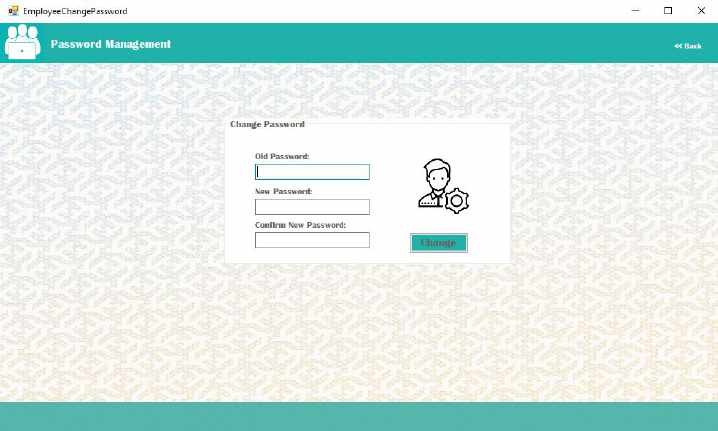 EmployeeChangePassword
Password Management
<< Back
Change Password
Old Password:
New Password:
Confirm New Password:
Change